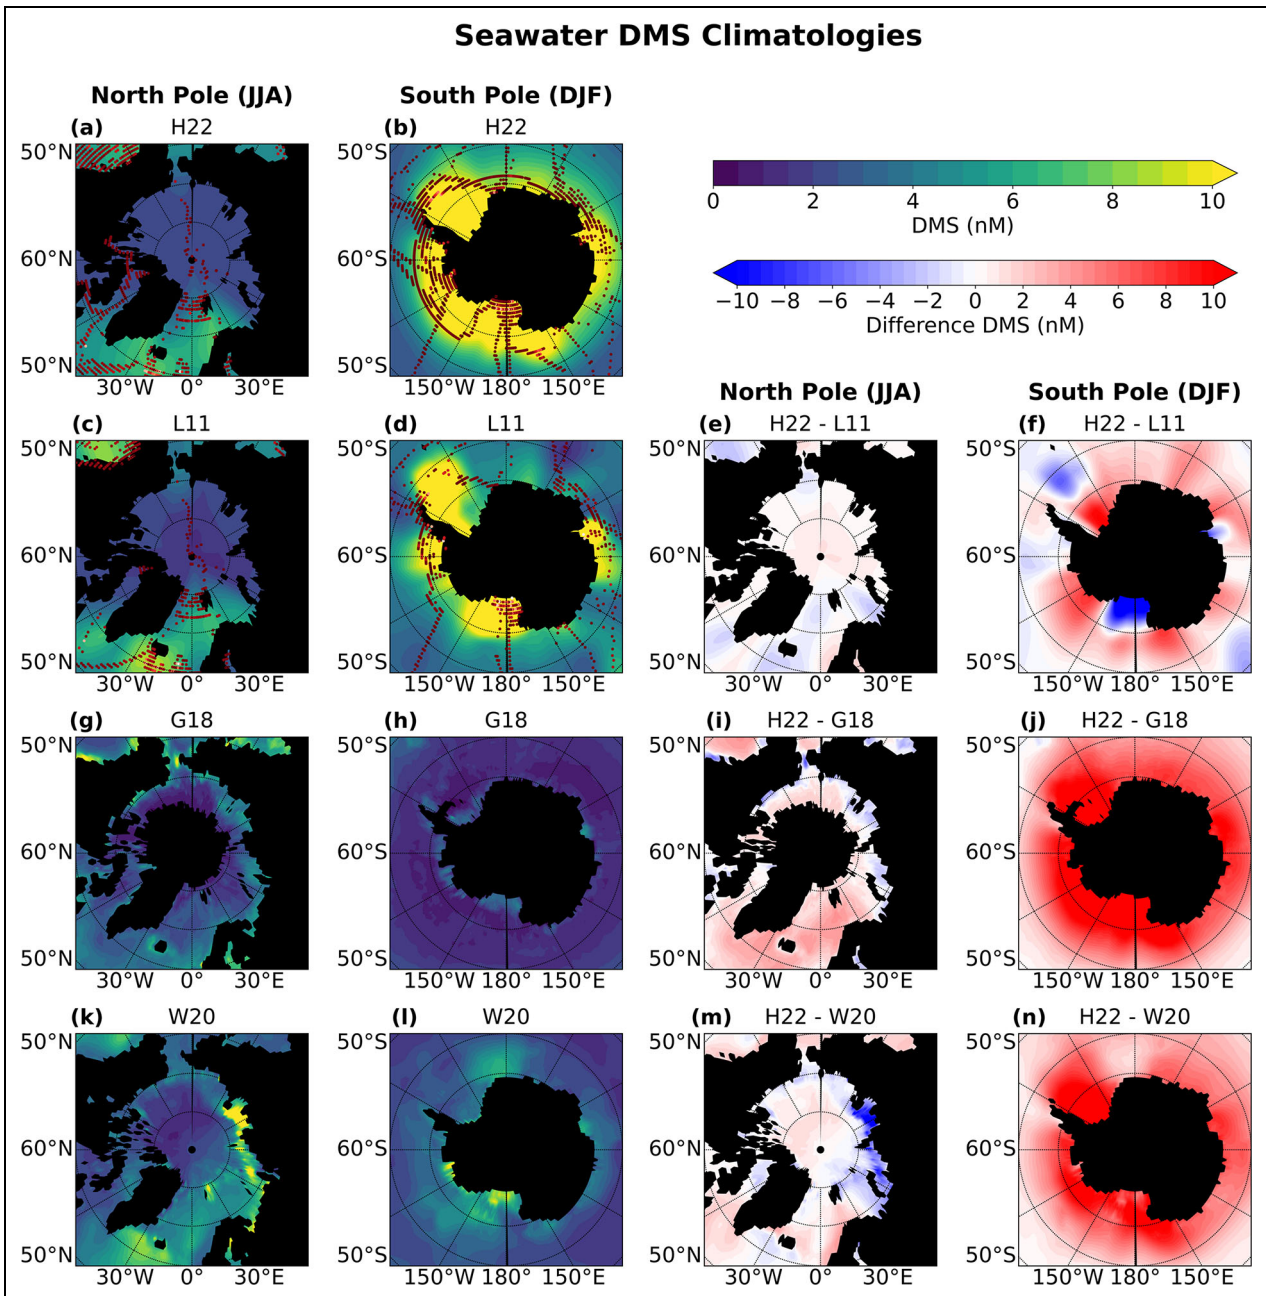 Seawater DMS Climatologies
North Pole (JJA) South Pole (DJF)
(a) H22 (b) H22
50°N 50°S
60°N 60°S
50°N 50°S
30°W 0° 30°E 150°W 180° 150°E
0 2 4 6 8 10
DMS (nM)
−10 −8 −6 −4 −2 0 2 4 6 8 10
Difference DMS (nM)
North Pole (JJA) South Pole (DJF)
(c) L11 (d) L11 (e) H22 - L11 (f) H22 - L11
50°N 50°S 50°N 50°S
60°N 60°S 60°N 60°S
50°N 50°S 50°N 50°S
30°W 0° 30°E 150°W 180° 150°E 30°W 0° 30°E 150°W 180° 150°E
(g) G18 (h) G18 (i) H22 - G18 (j) H22 - G18
50°N 50°S 50°N 50°S
60°N 60°S 60°N 60°S
50°N 50°S 50°N 50°S
30°W 0° 30°E 150°W 180° 150°E 30°W 0° 30°E 150°W 180° 150°E
(k) W20 (l) W20 (m) H22 - W20 (n) H22 - W20
50°N 50°S 50°N 50°S
60°N 60°S 60°N 60°S
50°N 50°S 50°N 50°S
30°W 0° 30°E 150°W 180° 150°E 30°W 0° 30°E 150°W 180° 150°E